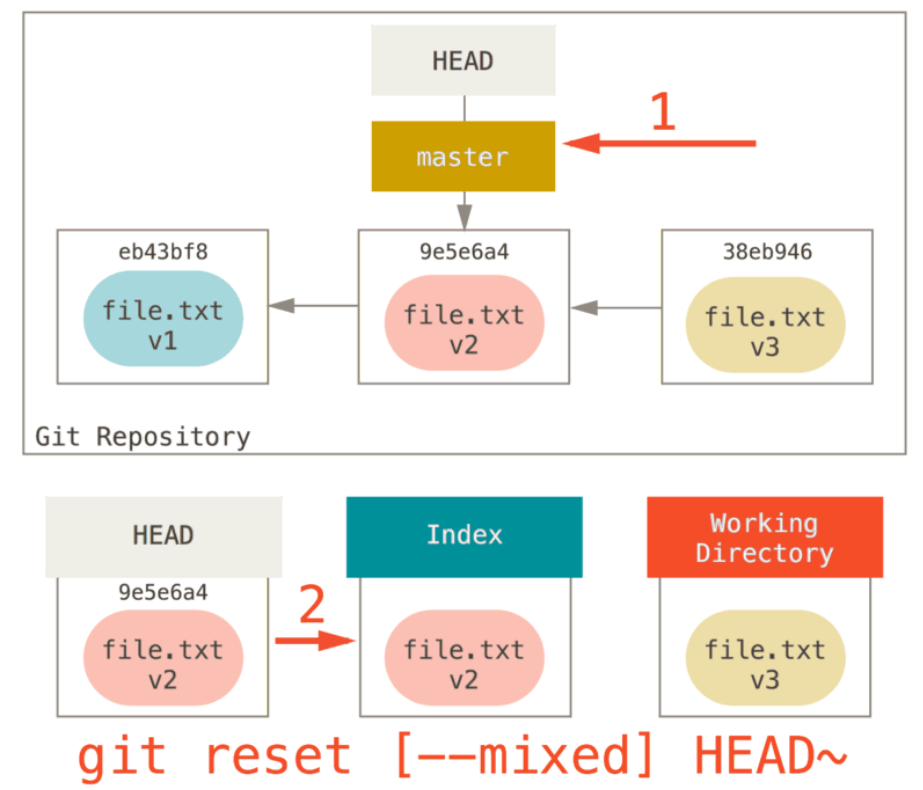 HEAD
1
master
eb43bf8
9e5e6a4
38eb946
file.txt
v1
file.txt
v2
file.txt
v3
Git Repository
HEAD
Index
Working
Directory
9e5e6a4
2
file.txt
v2
file.txt
v2
file.txt
v3
git reset [--mixed] HEAD~